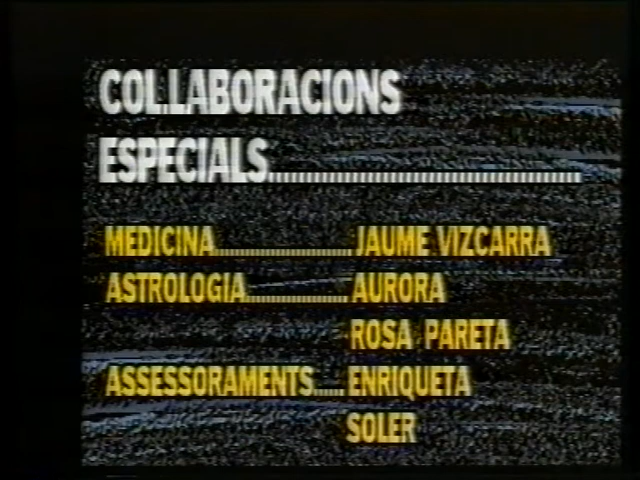 COL.LABORACIONS
ESPECIALS..............................
MEDICINA......................JAUME VIZCARRA
ASTROLOGIA................AURORA
ROSA PARETA
ASSESSORAMENTS.....ENRIQUETA
SOLER